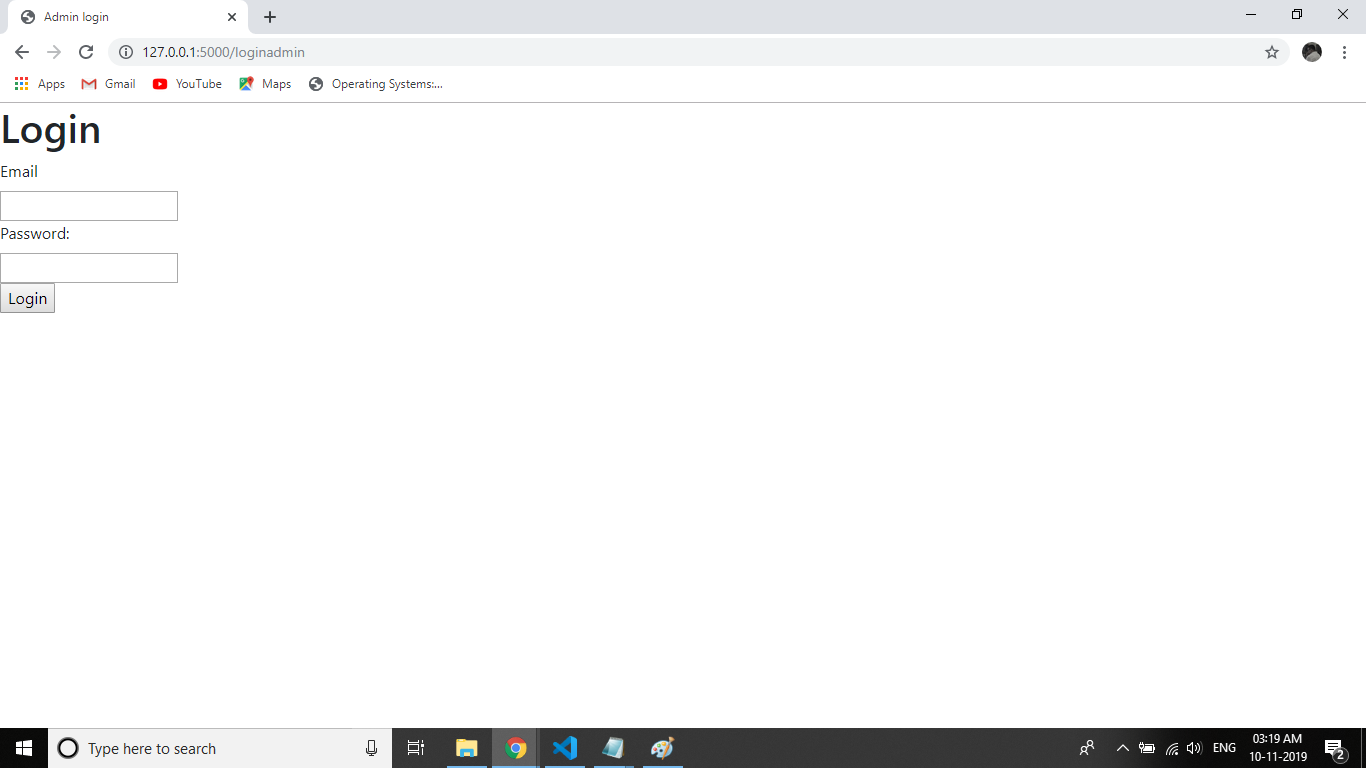 Admin login
127.0.0.1:5000/loginadmin
Apps Gmail YouTube Maps Operating Systems:...
Login
Email
Password:
Login
Type here to search
ENG
03:19 AM
10-11-2019
2